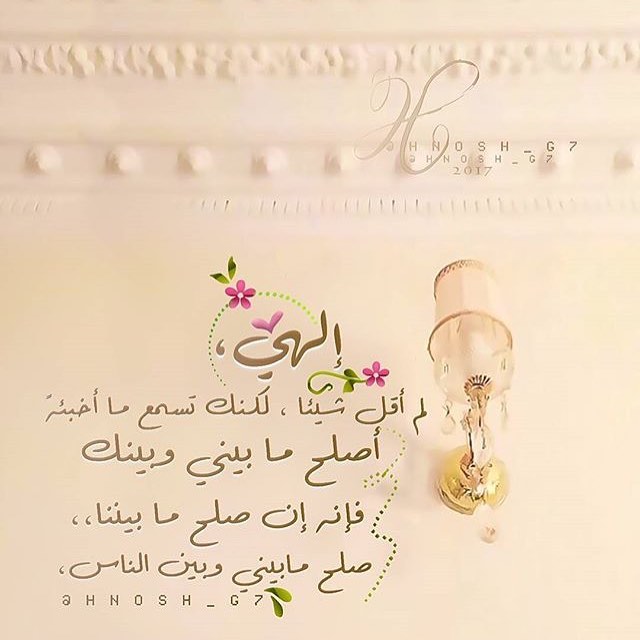 H
@HNOSH_G7
@HNOSH_G7
2017
إلهي،
لم أقل شيئا ، لكنك تسمع ما أخبئهُ
أصلح ما بيني وبينك
فإنه إن صلح ما بيننا،،
صلح مابيني وبين الناس،
@HNOSH_G7